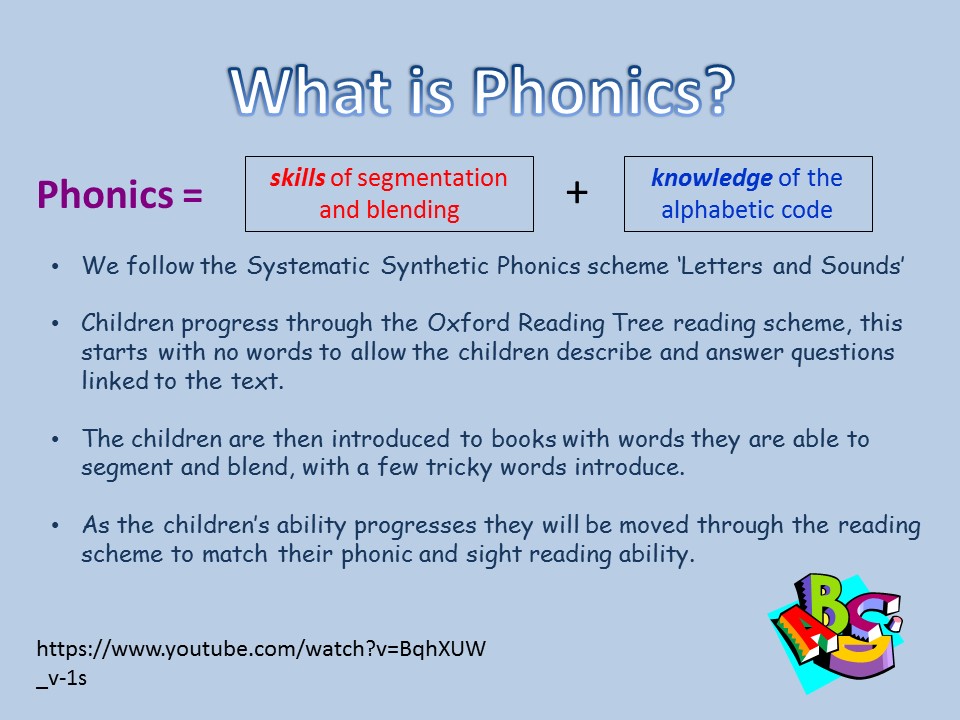 What is Phonics?
Phonics =
skills of segmentation
and blending
+
knowledge of the
alphabetic code
• We follow the Systematic Synthetic Phonics scheme ‘Letters and Sounds’
• Children progress through the Oxford Reading Tree reading scheme, this
starts with no words to allow the children describe and answer questions
linked to the text.
• The children are then introduced to books with words they are able to
segment and blend, with a few tricky words introduce.
• As the children’s ability progresses they will be moved through the reading
scheme to match their phonic and sight reading ability.
https://www.youtube.com/watch?v=BqhXUW
_v-1s
ABC